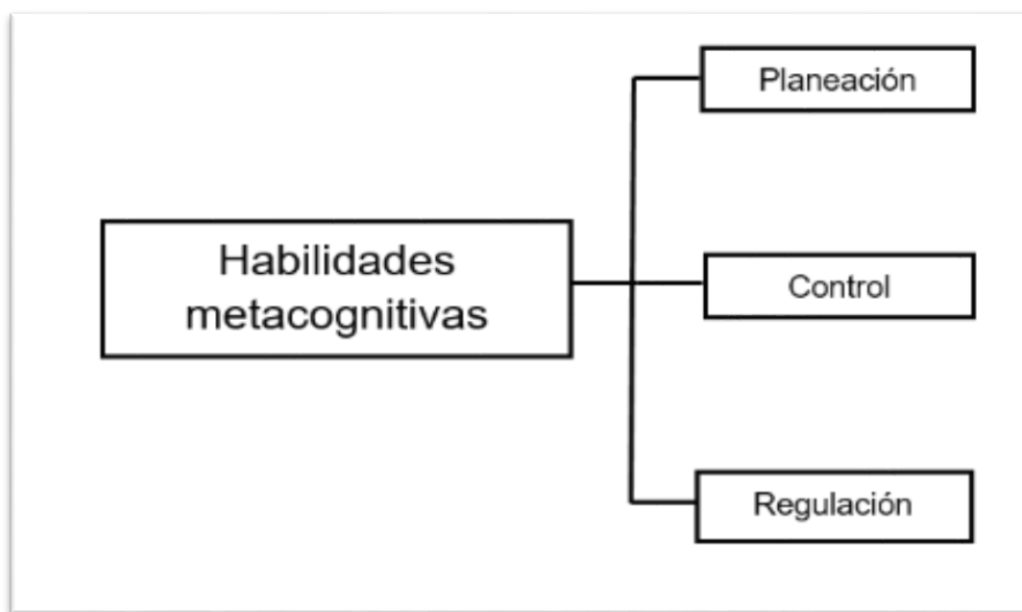 Planeación
Habilidades
metacognitivas
Control
Regulación